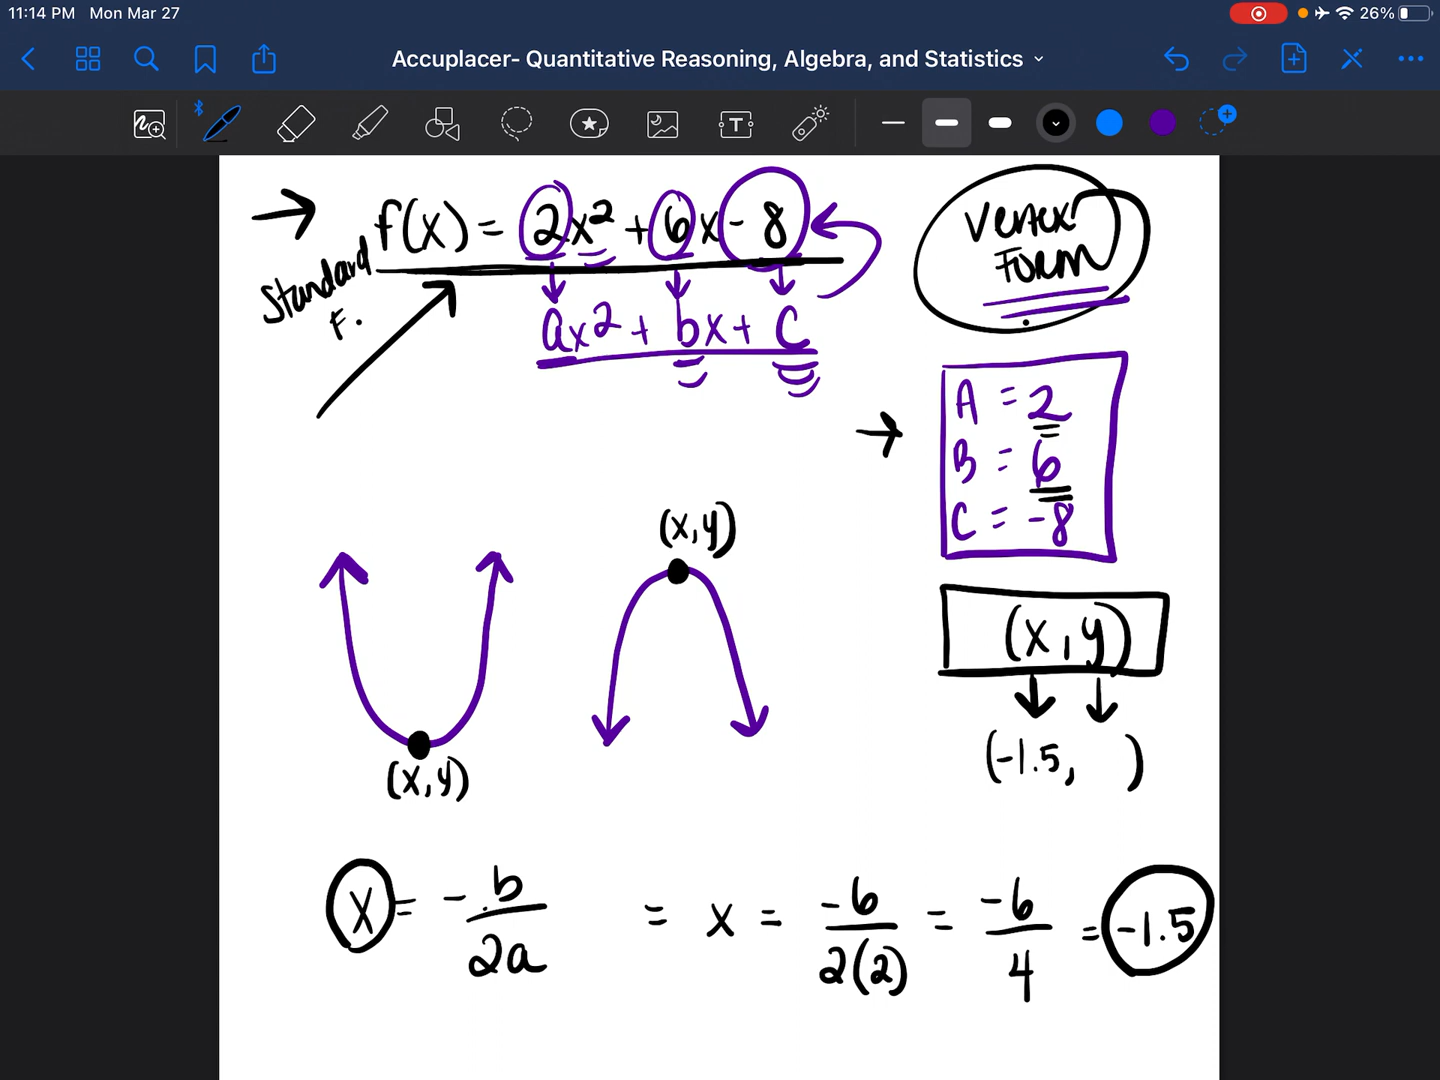 11:14 PM Mon Mar 27
26%
Accuplacer- Quantitative Reasoning, Algebra, and Statistics
f(x) = 2x² + 6x - 8
Standard
F.
ax2 + bx + c
Vertex
Form
A = 2
B = 6
C = -8
(x,y)
(x,y)
(x,y)
(-1.5, )
x = -b/2a = x = -6/2(2) = -6/4 = -1.5